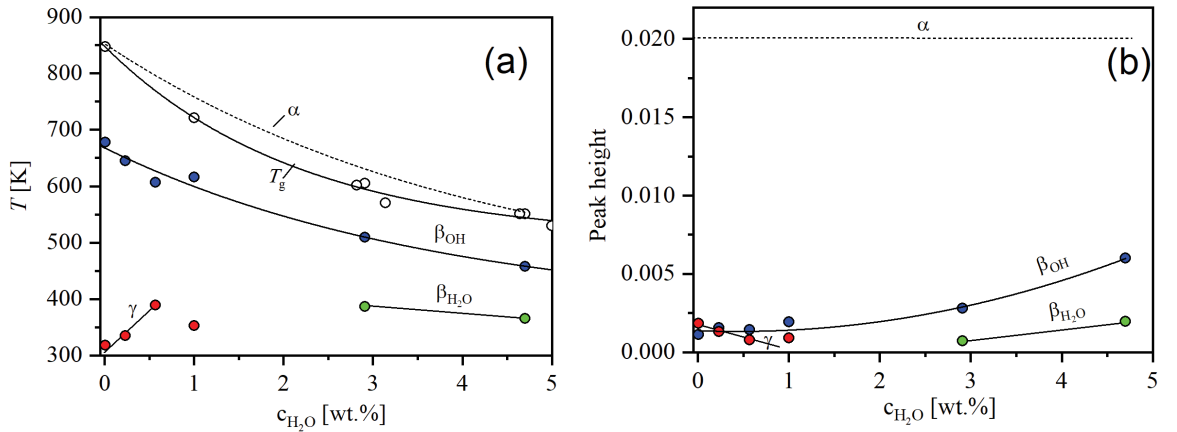 900
800
700
600
500
400
300
T [K]
(a)
α
Tg
βOH
βH2O
γ
0
1
2
3
4
5
cH2O [wt.%]
0.020
0.015
0.010
0.005
0.000
Peak height
α
(b)
βOH
βH2O
γ
0
1
2
3
4
5
cH2O [wt.%]